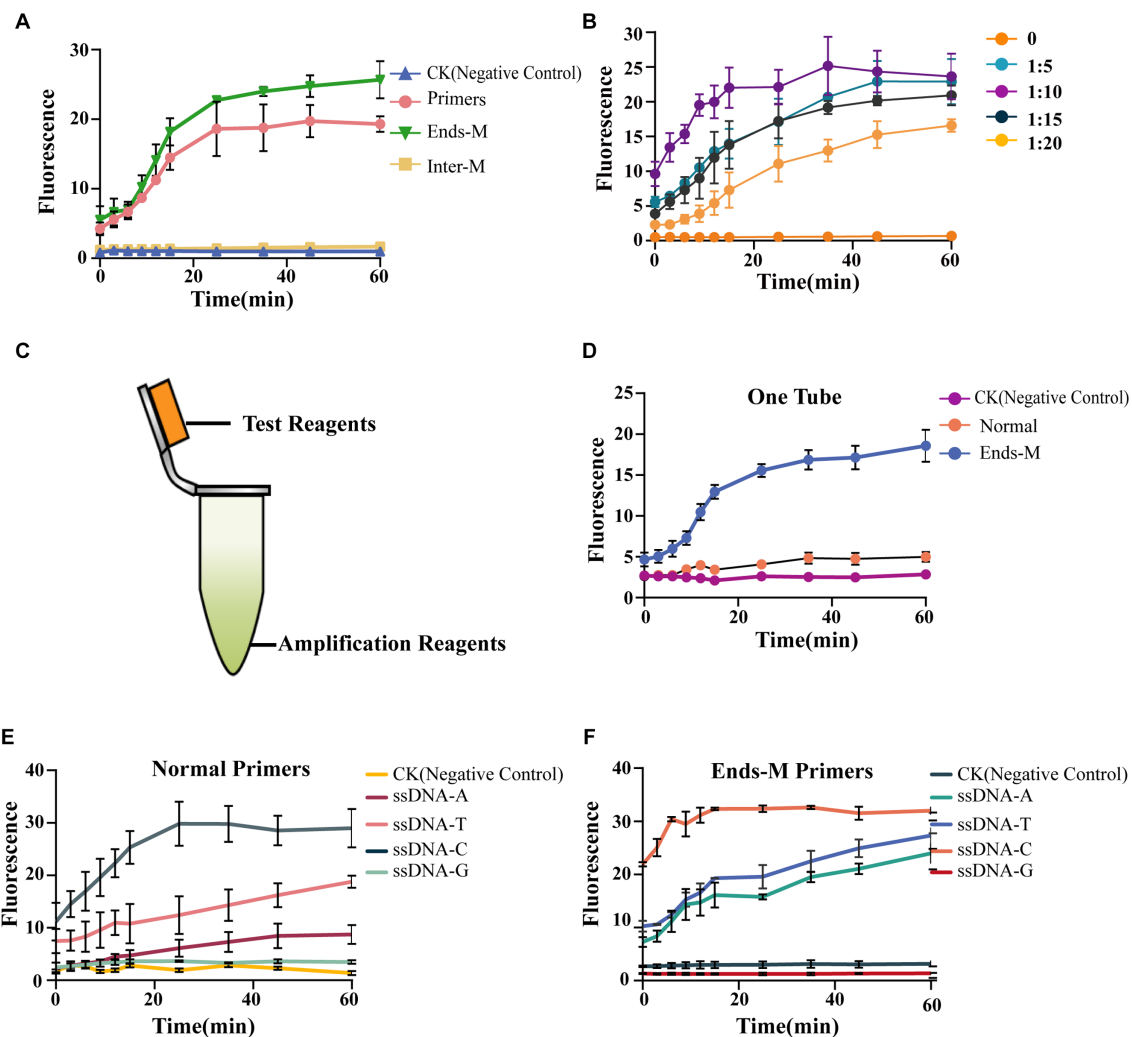 A
Fluorescence
30
20
10
0
0
20
40
60
Time(min)
CK(Negative Control)
Primers
Ends-M
Inter-M
B
Fluorescence
30
25
20
15
10
5
0
0
20
40
60
Time(min)
0
1:5
1:10
1:15
1:20
C
Test Reagents
Amplification Reagents
D
One Tube
Fluorescence
25
20
15
10
5
0
0
20
40
60
Time(min)
CK(Negative Control)
Normal
Ends-M
E
Normal Primers
Fluorescence
40
30
20
10
0
0
20
40
60
Time(min)
CK(Negative Control)
ssDNA-A
ssDNA-T
ssDNA-C
ssDNA-G
F
Ends-M Primers
Fluorescence
40
30
20
10
0
0
20
40
60
Time(min)
CK(Negative Control)
ssDNA-A
ssDNA-T
ssDNA-C
ssDNA-G